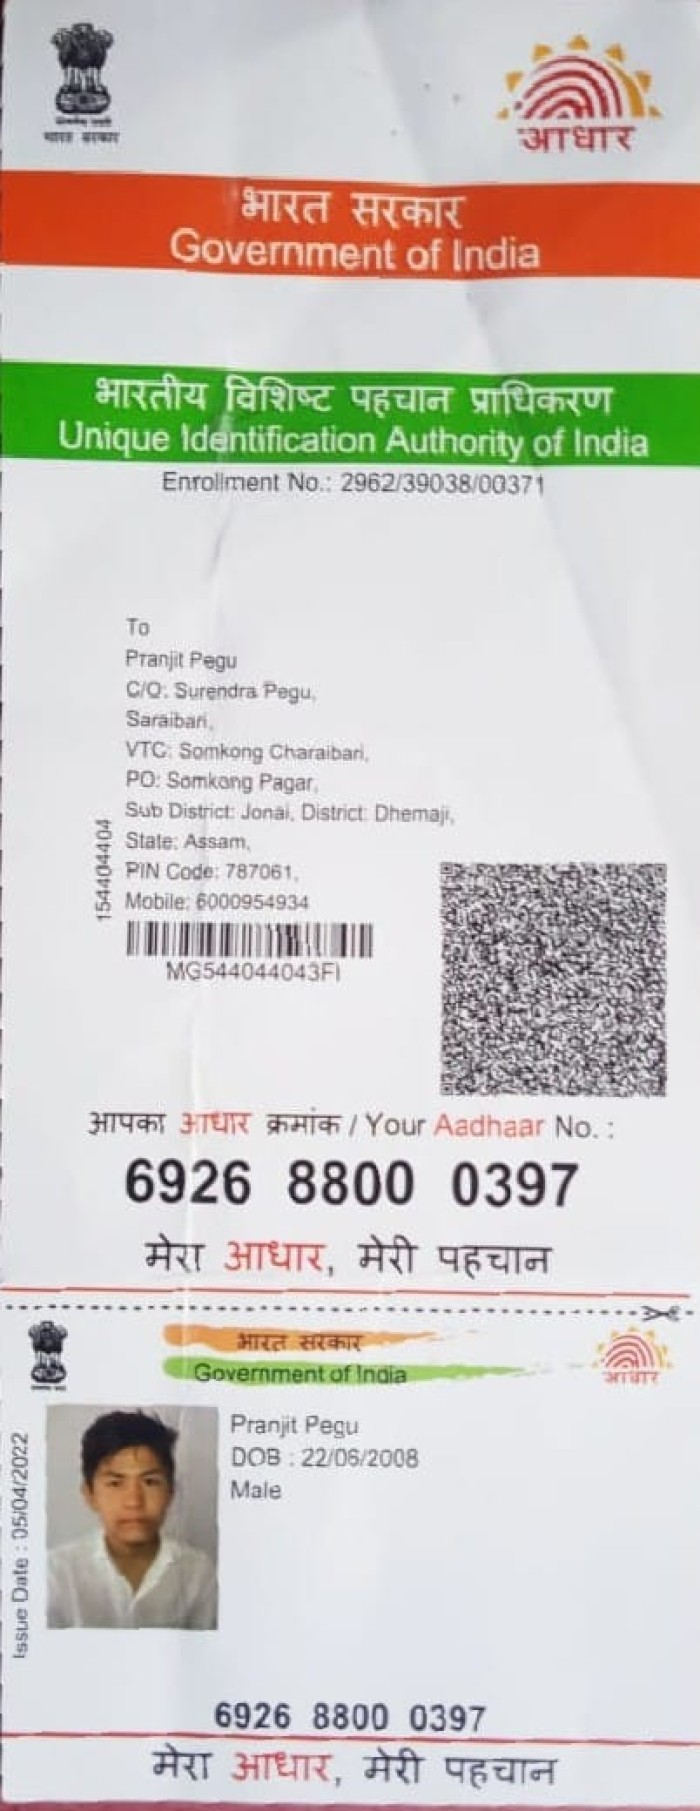 भारत सरकार
आधार
भारत सरकार
Government of India
भारतीय विशिष्ट पहचान प्राधिकरण
Unique Identification Authority of India
Enrollment No.: 2962/39038/00371
To
Pranjit Pegu
C/O: Surendra Pegu,
Saraibari,
VTC: Somkong Charaibari,
PO: Somkong Pagar,
Sub District: Jonai, District: Dhemaji,
State: Assam,
PIN Code: 787061,
Mobile: 6000954934
154404404
MG544044043FI
आपका आधार क्रमांक / Your Aadhaar No. :
6926 8800 0397
मेरा आधार, मेरी पहचान
भारत सरकार
Government of India
आधार
Issue Date : 05/04/2022
Pranjit Pegu
DOB : 22/06/2008
Male
6926 8800 0397
मेरा आधार, मेरी पहचान